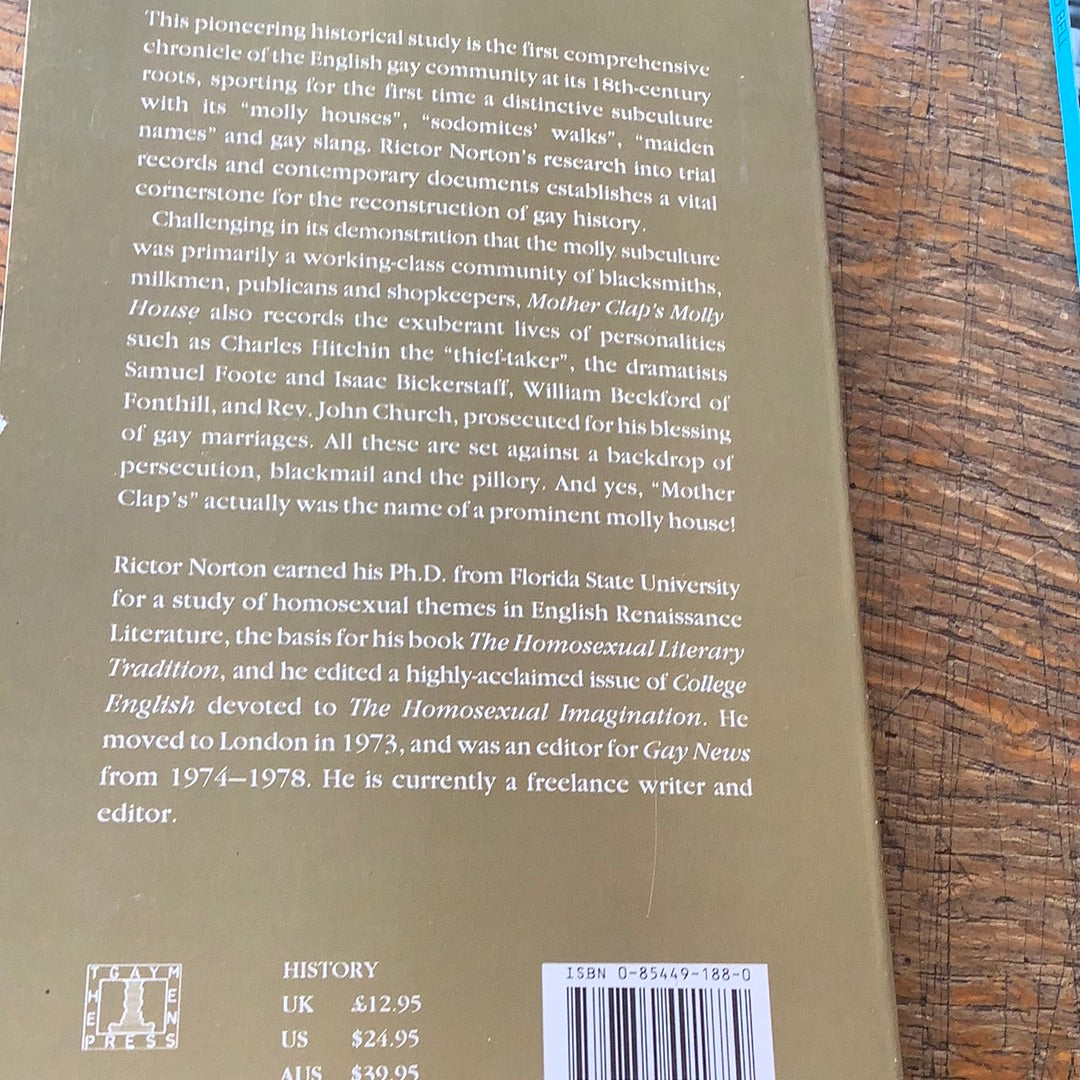 This pioneering historical study is the first comprehensive
chronicle of the English gay community at its 18th-century
roots, sporting for the first time a distinctive subculture
with its "molly houses", "sodomites' walks", "maiden
names" and gay slang. Rictor Norton's research into trial
records and contemporary documents establishes a vital
cornerstone for the reconstruction of gay history.
Challenging in its demonstration that the molly subculture
was primarily a working-class community of blacksmiths,
milkmen, publicans and shopkeepers, Mother Clap's Molly
House also records the exuberant lives of personalities
such as Charles Hitchin the "thief-taker", the dramatists
Samuel Foote and Isaac Bickerstaff, William Beckford of
Fonthill, and Rev. John Church, prosecuted for his blessing
of gay marriages. All these are set against a backdrop of
persecution, blackmail and the pillory. And yes, "Mother
Clap's" actually was the name of a prominent molly house!
Rictor Norton earned his Ph.D. from Florida State University
for a study of homosexual themes in English Renaissance
Literature, the basis for his book The Homosexual Literary
Tradition, and he edited a highly-acclaimed issue of College
English devoted to The Homosexual Imagination. He
moved to London in 1973, and was an editor for Gay News
from 1974–1978. He is currently a freelance writer and
editor.
THE GAY MEN'S PRESS
HISTORY
UK £12.95
US $24.95
AUS $39.95
ISBN 0-85449-188-0